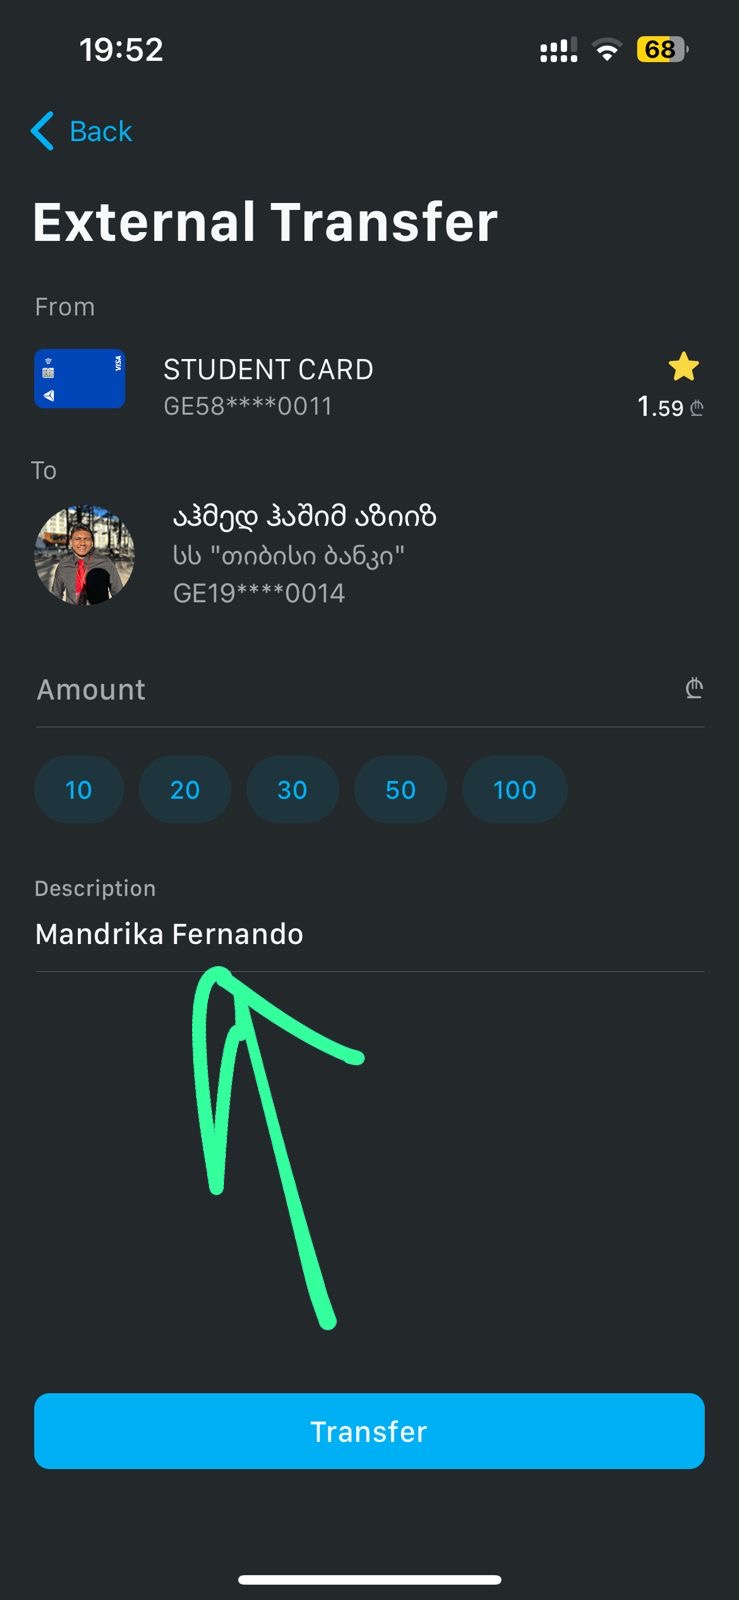 19:52
68
Back
External Transfer
From
VISA
STUDENT CARD
GE58****0011
1.59 ₾
To
აჰმედ ჰაშიმ აზიიზ
სს "თიბისი ბანკი"
GE19****0014
Amount ₾
10 20 30 50 100
Description
Mandrika Fernando
Transfer